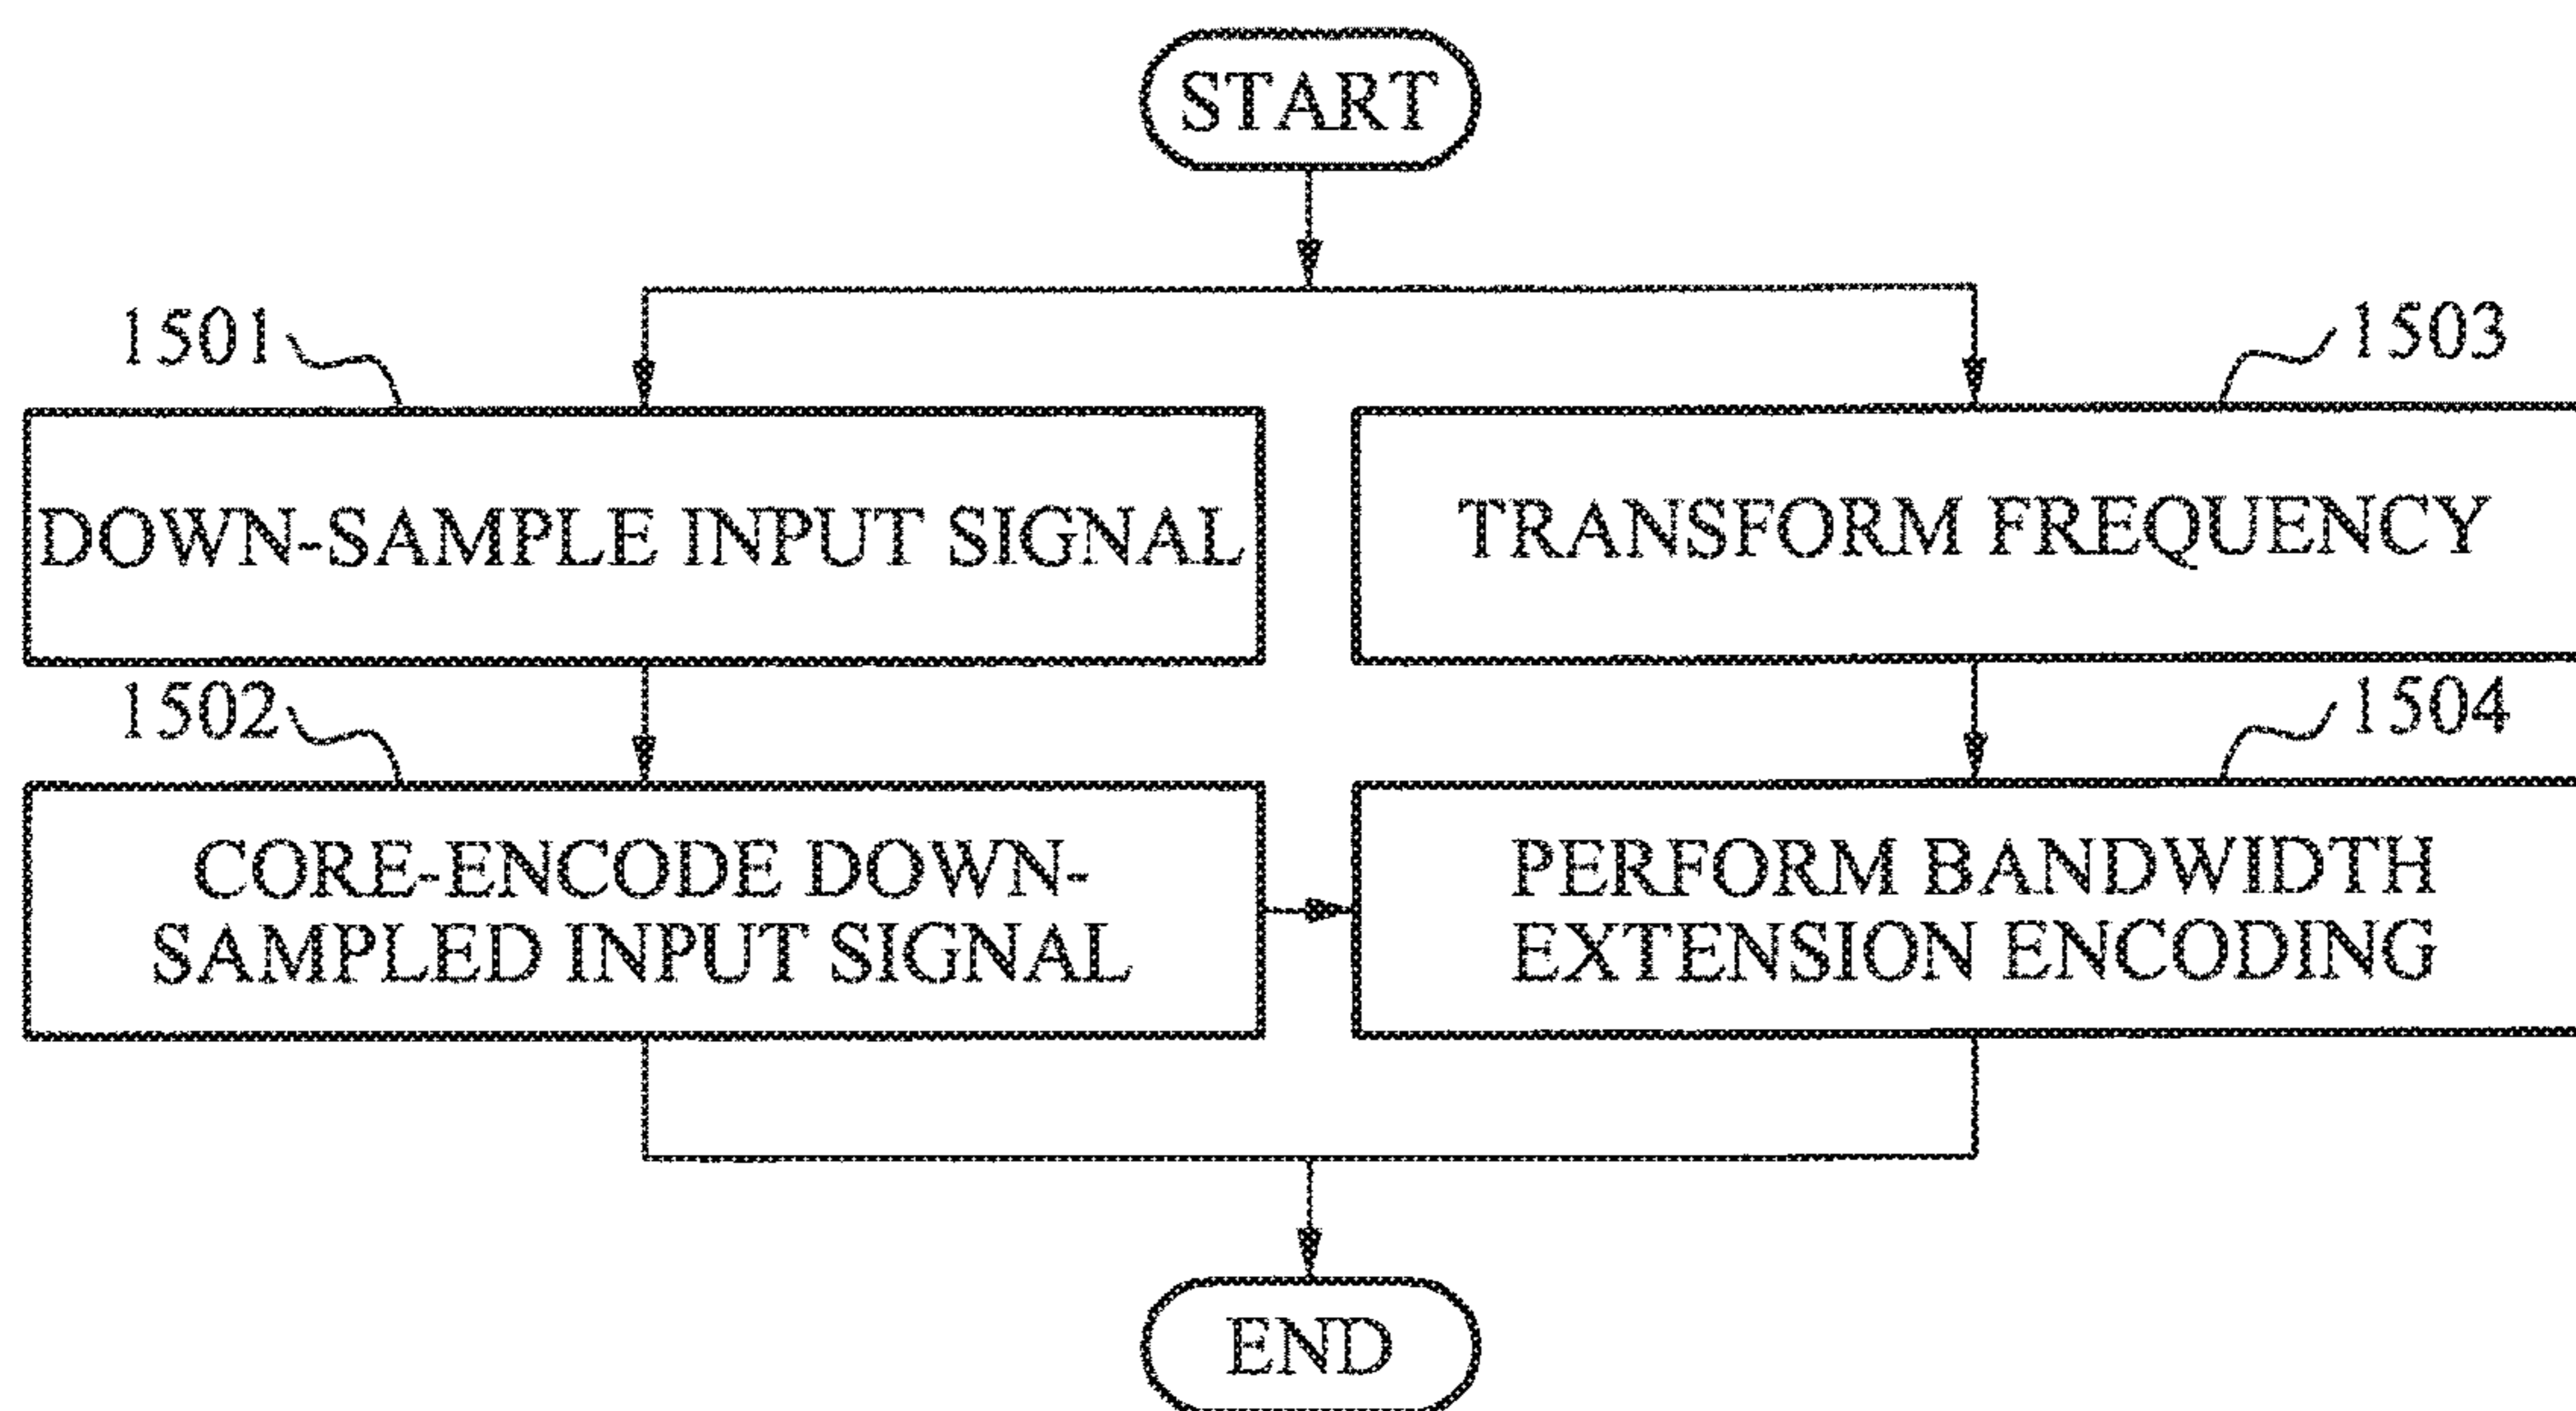 START
1501
1503
DOWN-SAMPLE INPUT SIGNAL
TRANSFORM FREQUENCY
1502
1504
CORE-ENCODE DOWN-
SAMPLED INPUT SIGNAL
PERFORM BANDWIDTH
EXTENSION ENCODING
END